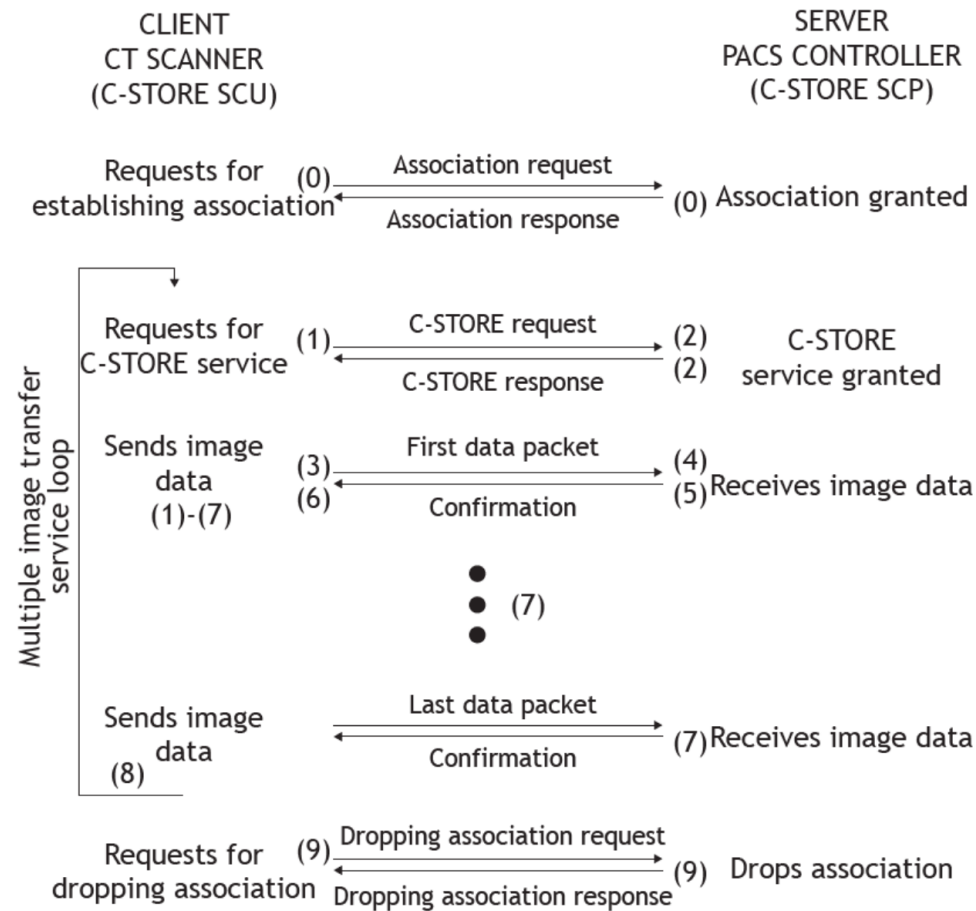 CLIENT
CT SCANNER
(C-STORE SCU)
SERVER
PACS CONTROLLER
(C-STORE SCP)
Requests for
establishing association
(0)
Association request
Association response
(0) Association granted
Multiple image transfer
service loop
Requests for
C-STORE service
(1)
C-STORE request
C-STORE response
(2)
(2)
C-STORE
service granted
Sends image
data
(1)-(7)
(3)
(6)
First data packet
Confirmation
(4)
(5) Receives image data
(7)
Sends image
data
(8)
Last data packet
Confirmation
(7) Receives image data
Requests for
dropping association
(9)
Dropping association request
Dropping association response
(9) Drops association